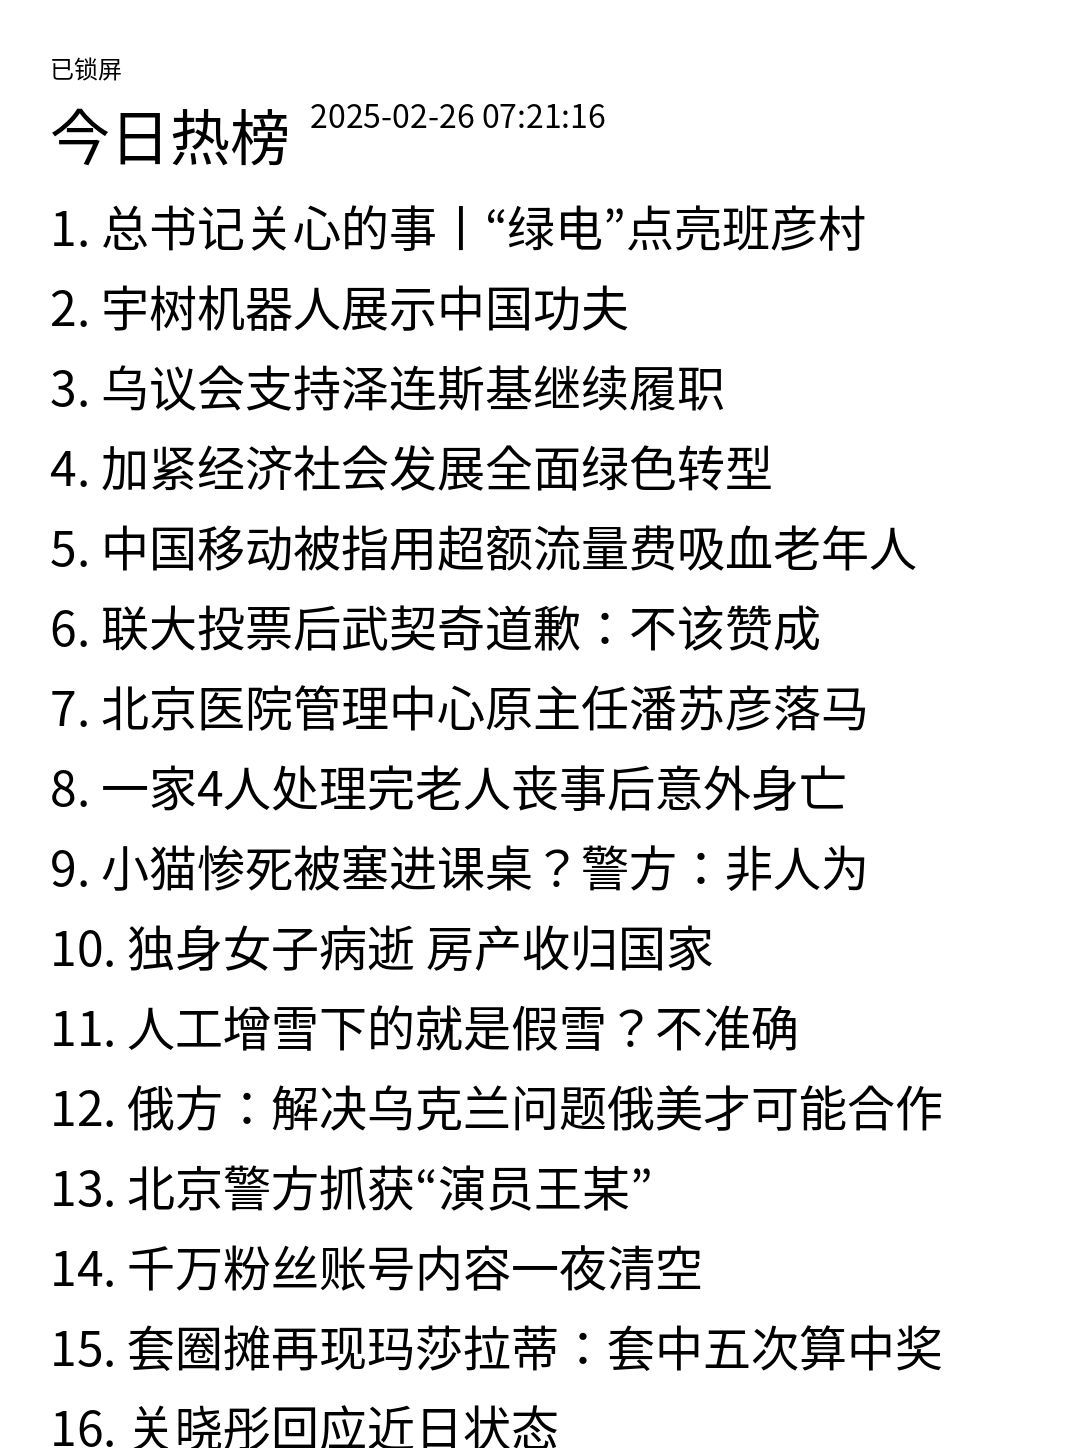 已锁屏
今日热榜 2025-02-26 07:21:16
1. 总书记关心的事丨“绿电”点亮班彦村
2. 宇树机器人展示中国功夫
3. 乌议会支持泽连斯基继续履职
4. 加紧经济社会发展全面绿色转型
5. 中国移动被指用超额流量费吸血老年人
6. 联大投票后武契奇道歉：不该赞成
7. 北京医院管理中心原主任潘苏彦落马
8. 一家4人处理完老人丧事后意外身亡
9. 小猫惨死被塞进课桌？警方：非人为
10. 独身女子病逝 房产收归国家
11. 人工增雪下的就是假雪？不准确
12. 俄方：解决乌克兰问题俄美才可能合作
13. 北京警方抓获“演员王某”
14. 千万粉丝账号内容一夜清空
15. 套圈摊再现玛莎拉蒂：套中五次算中奖
16. 关晓彤回应近日状态